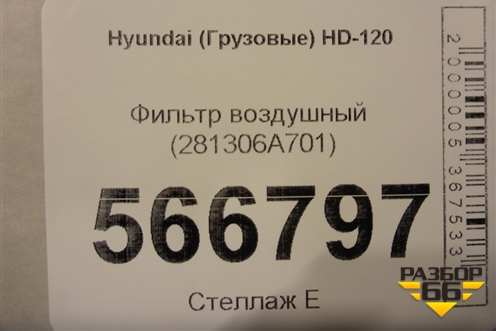 Hyundai (Грузовые) HD-120
Фильтр воздушный
(281306A701)
566797
Стеллаж Е
2000005367533
РАЗБОР
66